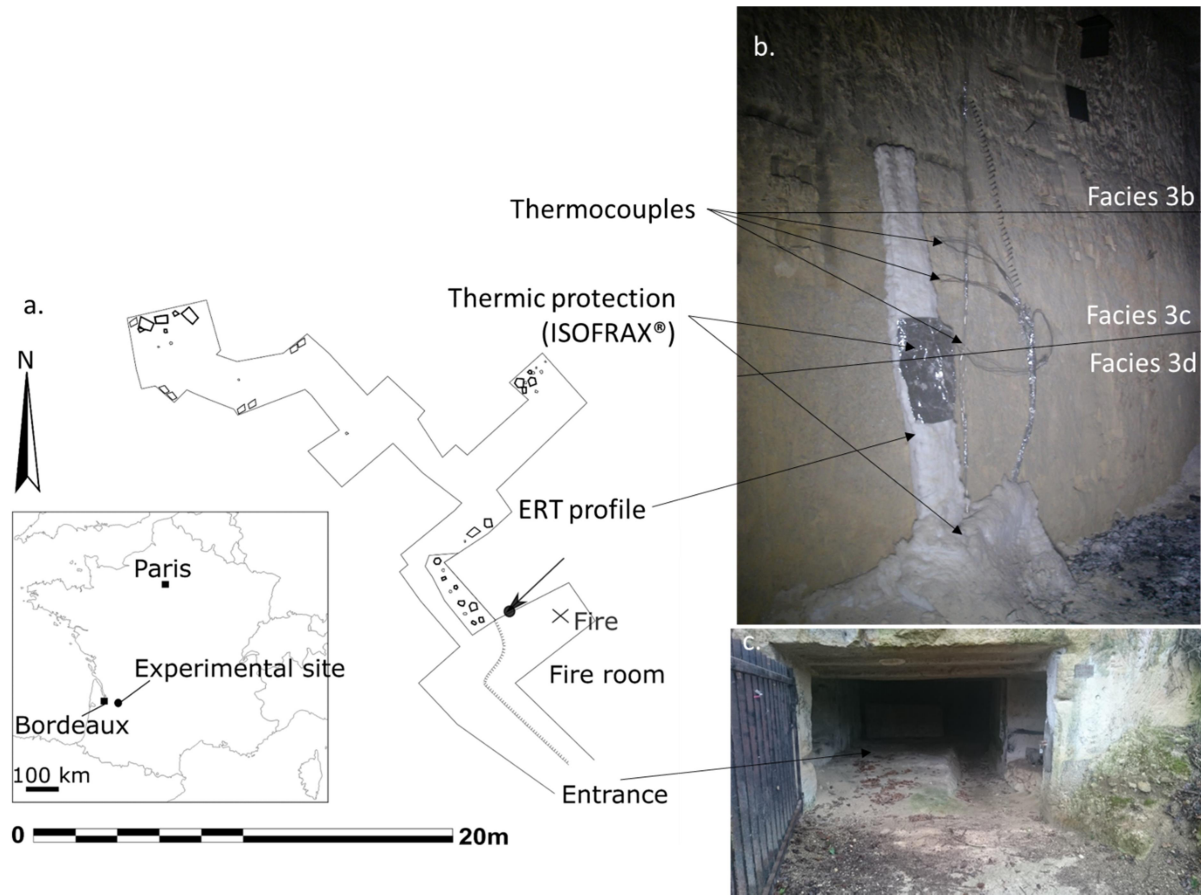 b.
Facies 3b
Thermocouples
Thermic protection
(ISOFRAX®)
Facies 3c
Facies 3d
a.
N
ERT profile
Paris
Experimental site
Bordeaux
100 km
Fire
Fire room
Entrance
c.
0
20m